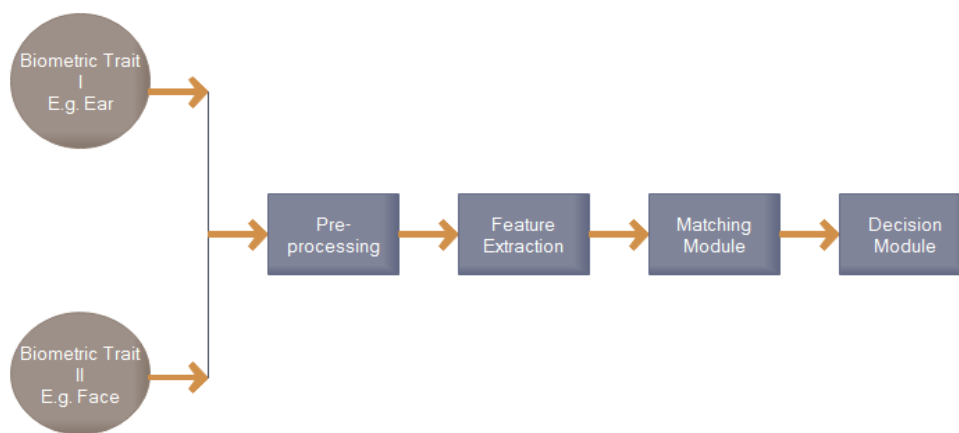 Biometric Trait
I
E.g. Ear
Pre-
processing
Feature
Extraction
Matching
Module
Decision
Module
Biometric Trait
II
E.g. Face